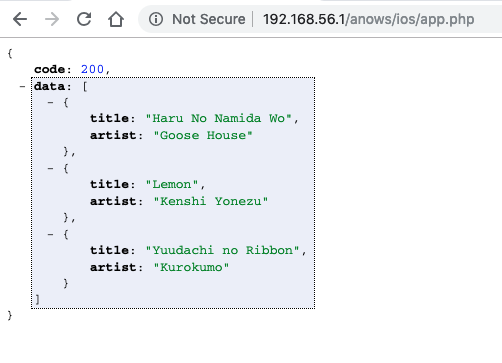 Not Secure | 192.168.56.1/anows/ios/app.php
{
code: 200,
- data: [
- {
title: "Haru No Namida Wo",
artist: "Goose House"
},
- {
title: "Lemon",
artist: "Kenshi Yonezu"
},
- {
title: "Yuudachi no Ribbon",
artist: "Kurokumo"
}
]
}